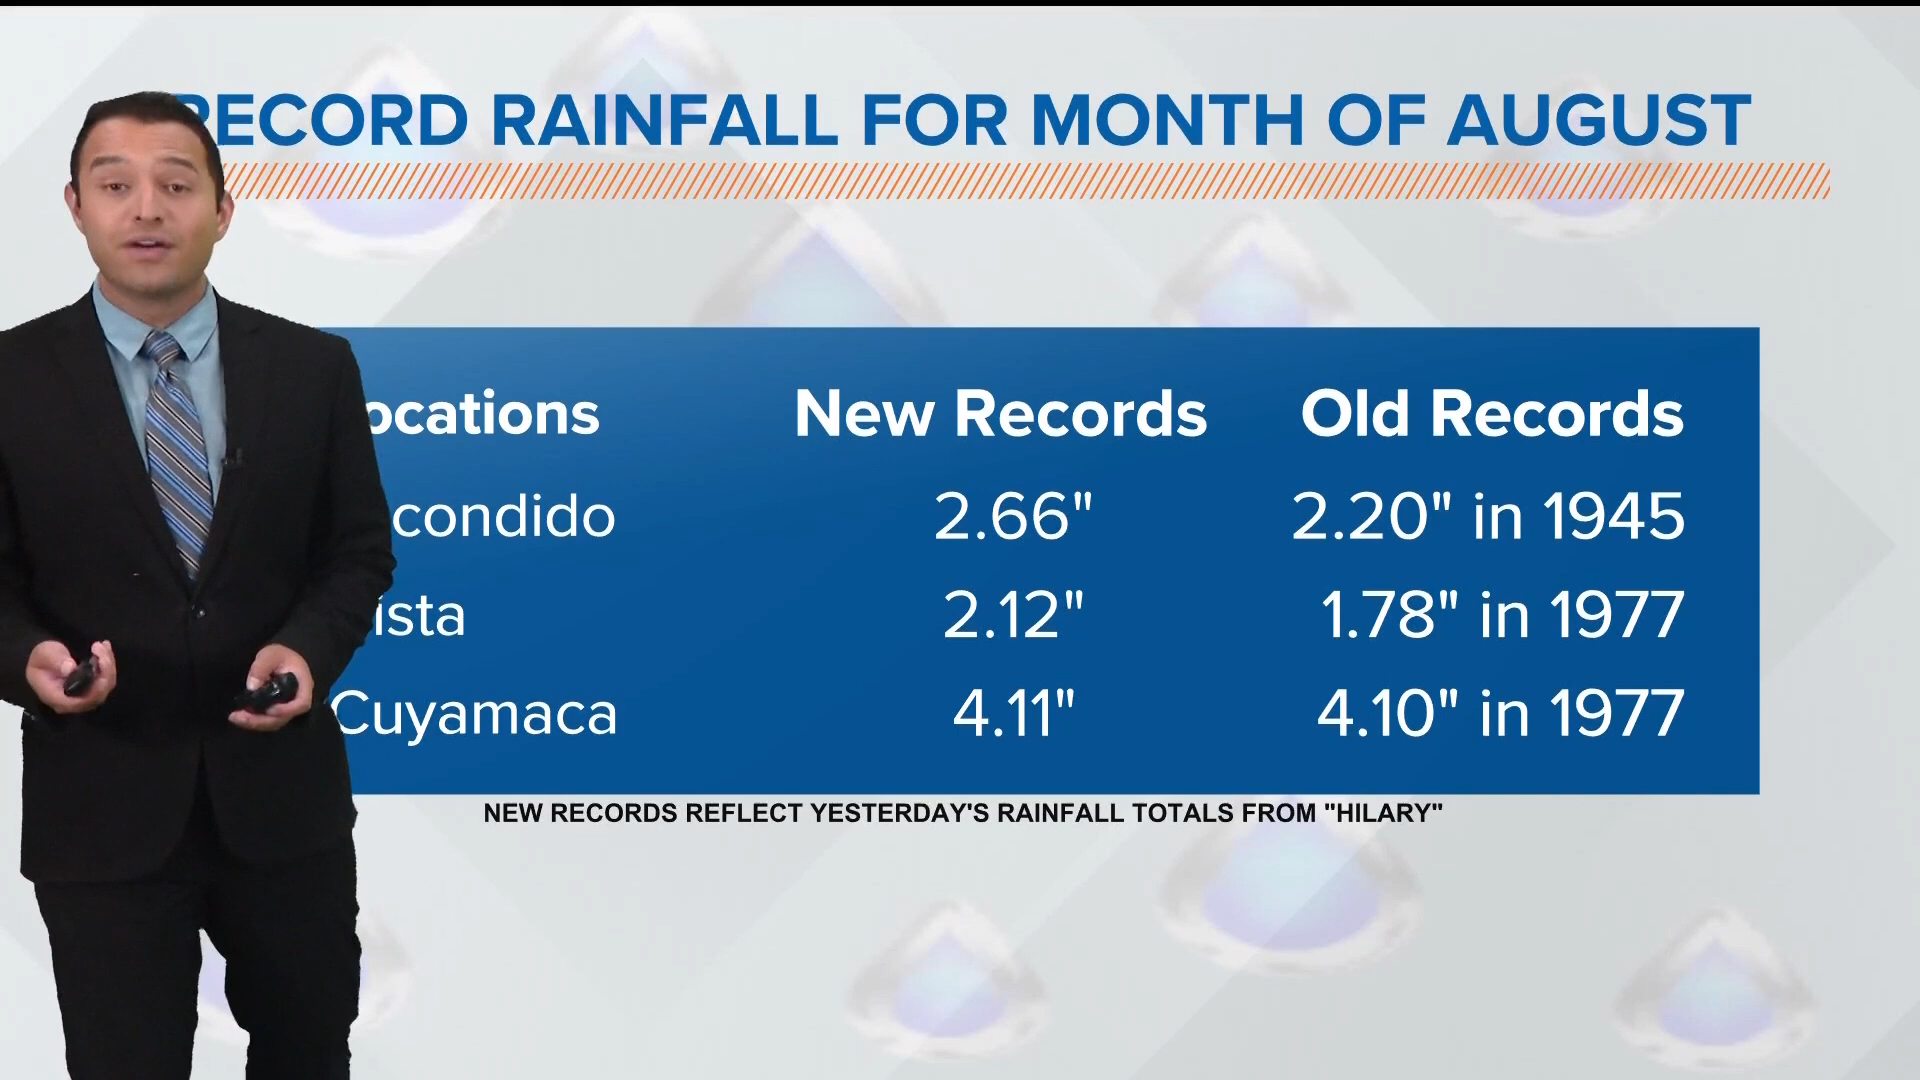 RECORD RAINFALL FOR MONTH OF AUGUST
ocations New Records Old Records
condido 2.66" 2.20" in 1945
ista 2.12" 1.78" in 1977
Cuyamaca 4.11" 4.10" in 1977
NEW RECORDS REFLECT YESTERDAY'S RAINFALL TOTALS FROM "HILARY"